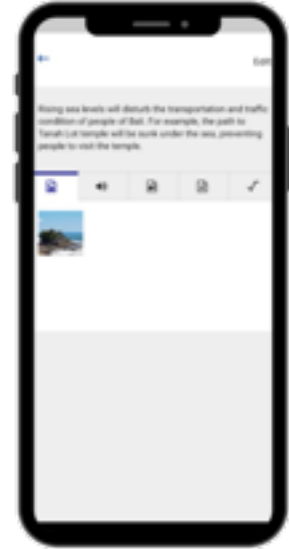 Edit
Rising sea levels will disturb the transportation and traffic
condition of people of Bali. For example, the path to
Tanah Lot temple will be sunk under the sea, preventing
people to visit the temple.